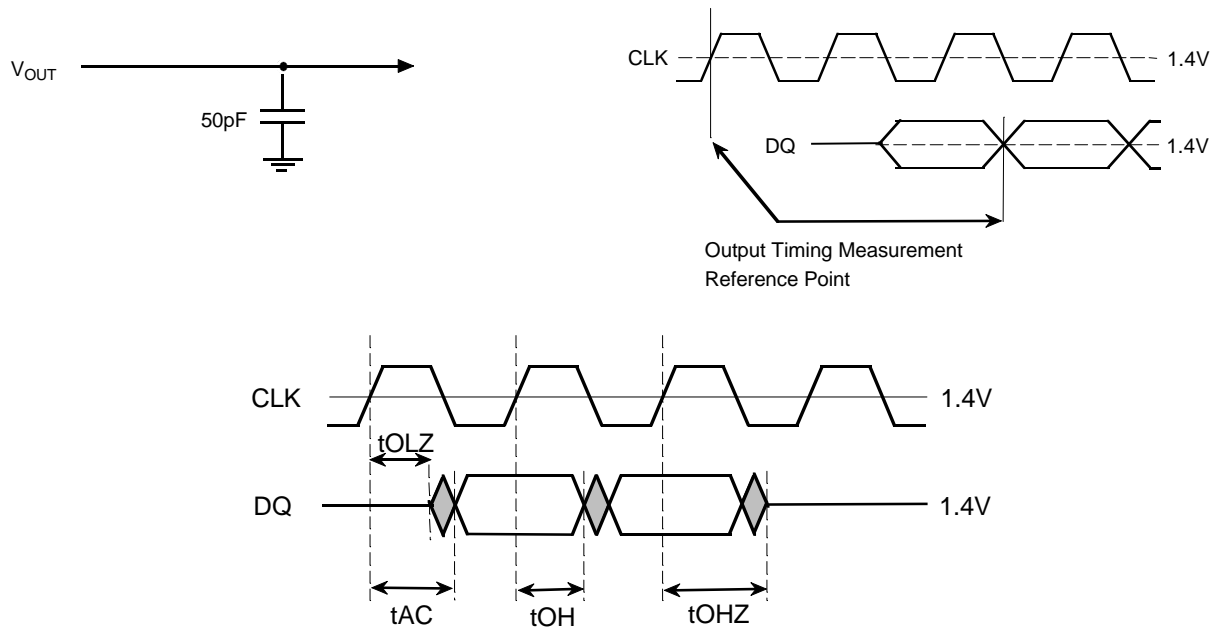 VOUT
50pF
CLK
1.4V
DQ
1.4V
Output Timing Measurement
Reference Point
CLK
1.4V
tOLZ
DQ
1.4V
tAC
tOH
tOHZ